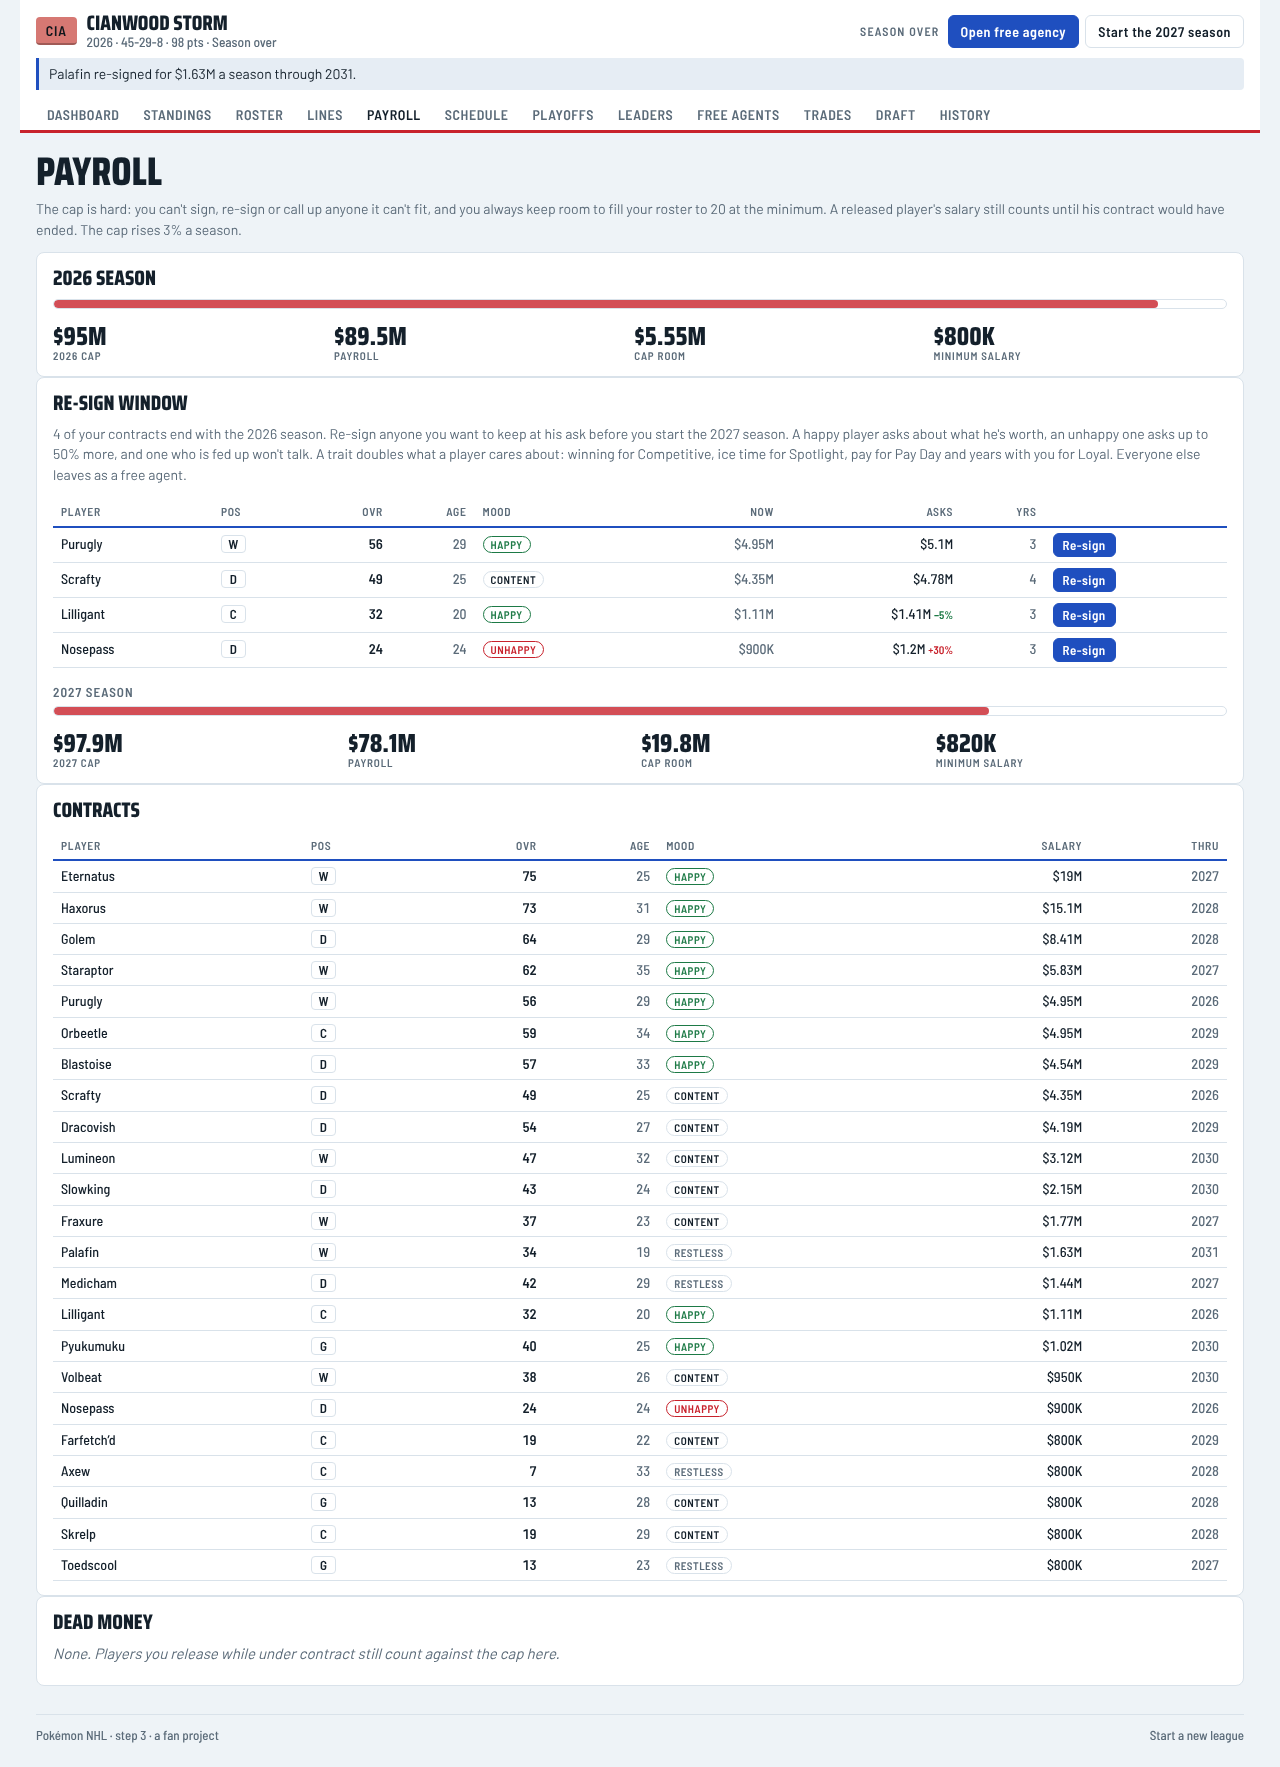 CIA
CIANWOOD STORM
2026 · 45-29-8 · 98 pts · Season over
SEASON OVER
Open free agency
Start the 2027 season
Palafin re-signed for $1.63M a season through 2031.
DASHBOARD STANDINGS ROSTER LINES PAYROLL SCHEDULE PLAYOFFS LEADERS FREE AGENTS TRADES DRAFT HISTORY
PAYROLL
The cap is hard: you can't sign, re-sign or call up anyone it can't fit, and you always keep room to fill your roster to 20 at the minimum. A released player's salary still counts until his contract would have
ended. The cap rises 3% a season.
2026 SEASON
$95M $89.5M $5.55M $800K
2026 CAP PAYROLL CAP ROOM MINIMUM SALARY
RE-SIGN WINDOW
4 of your contracts end with the 2026 season. Re-sign anyone you want to keep at his ask before you start the 2027 season. A happy player asks about what he's worth, an unhappy one asks up to
50% more, and one who is fed up won't talk. A trait doubles what a player cares about: winning for Competitive, ice time for Spotlight, pay for Pay Day and years with you for Loyal. Everyone else
leaves as a free agent.
PLAYER POS OVR AGE MOOD NOW ASKS YRS
Purugly W 56 29 HAPPY $4.95M $5.1M 3 Re-sign
Scrafty D 49 25 CONTENT $4.35M $4.78M 4 Re-sign
Lilligant C 32 20 HAPPY $1.11M $1.41M -5% 3 Re-sign
Nosepass D 24 24 UNHAPPY $900K $1.2M +30% 3 Re-sign
2027 SEASON
$97.9M $78.1M $19.8M $820K
2027 CAP PAYROLL CAP ROOM MINIMUM SALARY
CONTRACTS
PLAYER POS OVR AGE MOOD SALARY THRU
Eternatus W 75 25 HAPPY $19M 2027
Haxorus W 73 31 HAPPY $15.1M 2028
Golem D 64 29 HAPPY $8.41M 2028
Staraptor W 62 35 HAPPY $5.83M 2027
Purugly W 56 29 HAPPY $4.95M 2026
Orbeetle C 59 34 HAPPY $4.95M 2029
Blastoise D 57 33 HAPPY $4.54M 2029
Scrafty D 49 25 CONTENT $4.35M 2026
Dracovish D 54 27 CONTENT $4.19M 2029
Lumineon W 47 32 CONTENT $3.12M 2030
Slowking D 43 24 CONTENT $2.15M 2030
Fraxure W 37 23 CONTENT $1.77M 2027
Palafin W 34 19 RESTLESS $1.63M 2031
Medicham D 42 29 RESTLESS $1.44M 2027
Lilligant C 32 20 HAPPY $1.11M 2026
Pyukumuku G 40 25 HAPPY $1.02M 2030
Volbeat W 38 26 CONTENT $950K 2030
Nosepass D 24 24 UNHAPPY $900K 2026
Farfetch'd C 19 22 CONTENT $800K 2029
Axew C 7 33 RESTLESS $800K 2028
Quilladin G 13 28 CONTENT $800K 2028
Skrelp C 19 29 CONTENT $800K 2028
Toedscool G 13 23 RESTLESS $800K 2027
DEAD MONEY
None. Players you release while under contract still count against the cap here.
Pokémon NHL · step 3 · a fan project
Start a new league